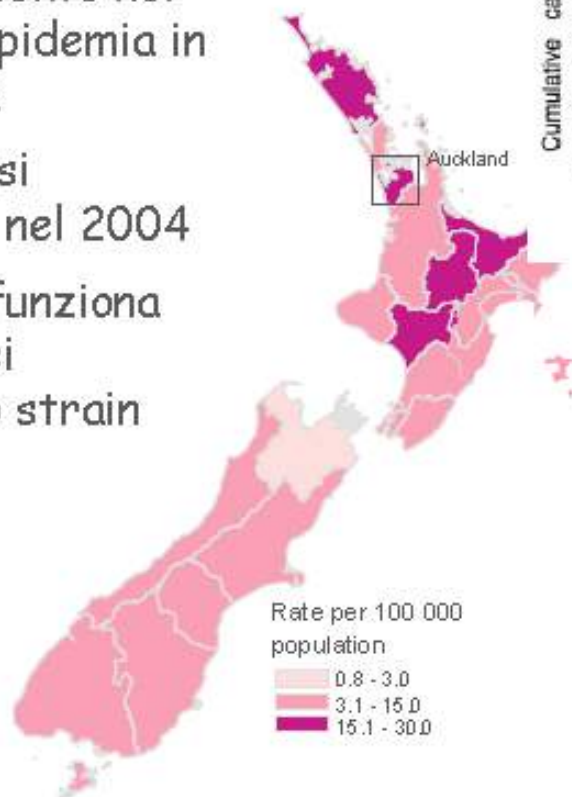 pidemia in
si
nel 2004
funziona
strain
Auckland
Cumulative
Rate per 100 000
population
0.8 - 3.0
3.1 - 15.0
15.1 - 30.0